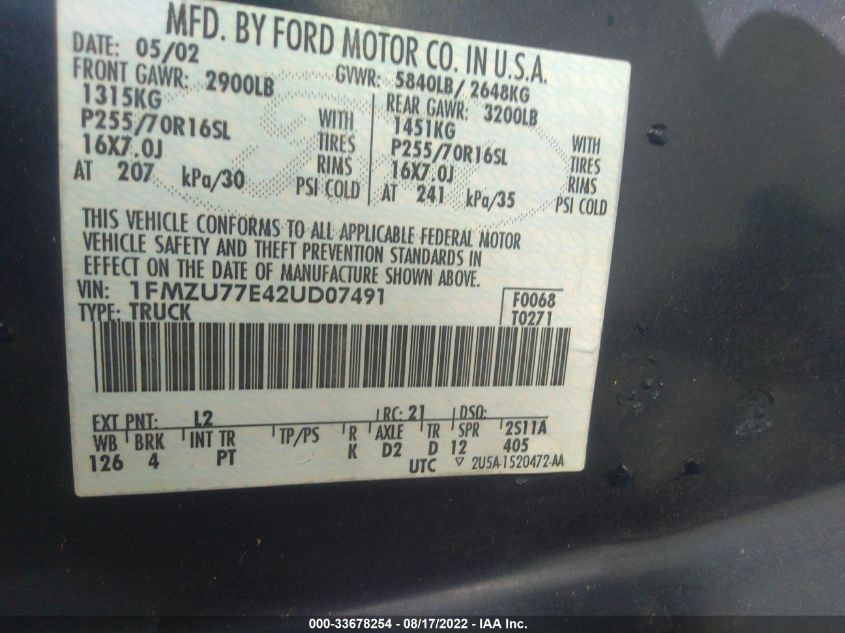 MFD. BY FORD MOTOR CO. IN U.S.A.
DATE: 05/02 GVWR: 5840LB/ 2648KG
FRONT GAWR: 2900LB REAR GAWR: 3200LB
1315KG WITH 1451KG WITH
P255/70R16SL TIRES P255/70R16SL TIRES
16X7.0J RIMS 16X7.0J RIMS
AT 207 kPa/30 PSI COLD AT 241 kPa/35 PSI COLD
THIS VEHICLE CONFORMS TO ALL APPLICABLE FEDERAL MOTOR
VEHICLE SAFETY AND THEFT PREVENTION STANDARDS IN
EFFECT ON THE DATE OF MANUFACTURE SHOWN ABOVE.
VIN: 1FMZU77E42UD07491 F0068
TYPE: TRUCK T0271
EXT PNT: L2 RC: 21 DSO:
WB BRK INT TR TP/PS R AXLE TR SPR 2S11A
126 4 PT K D2 D 12 405
UTC ▽ 2U5A-1520472-AA
000-33678254 - 08/17/2022 - IAA Inc.